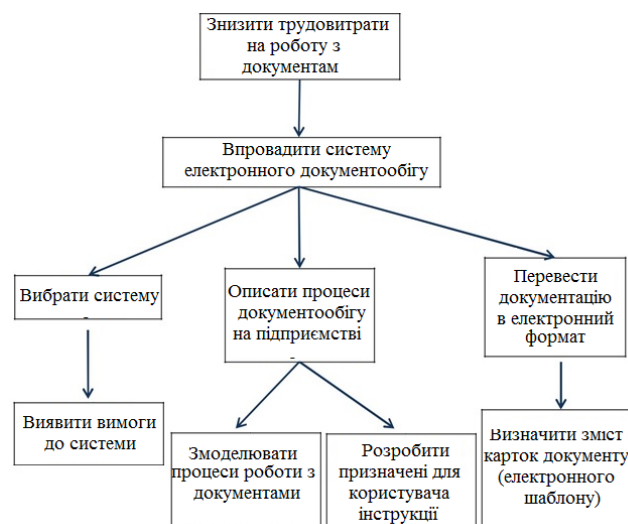 Знизити трудовитрати
на роботу з
документам
Впровадити систему
електронного документообігу
Вибрати систему
-
Описати процеси
документообігу
на підприємстві
-
Перевести
документацію
в електронний
формат
Виявити вимоги
до системи
Змоделювати
процеси роботи з
документами
Розробити
призначені для
користувача
інструкції
Визначити зміст
карток документу
(електронного
шаблону)